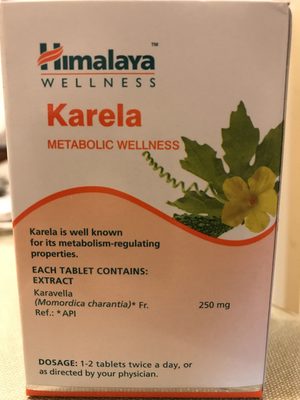 Himalaya™
WELLNESS
Karela
METABOLIC WELLNESS
Karela is well known
for its metabolism-regulating
properties.
EACH TABLET CONTAINS:
EXTRACT
Karavella
(Momordica charantia)* Fr. 250 mg
Ref.: *API
DOSAGE: 1-2 tablets twice a day, or
as directed by your physician.